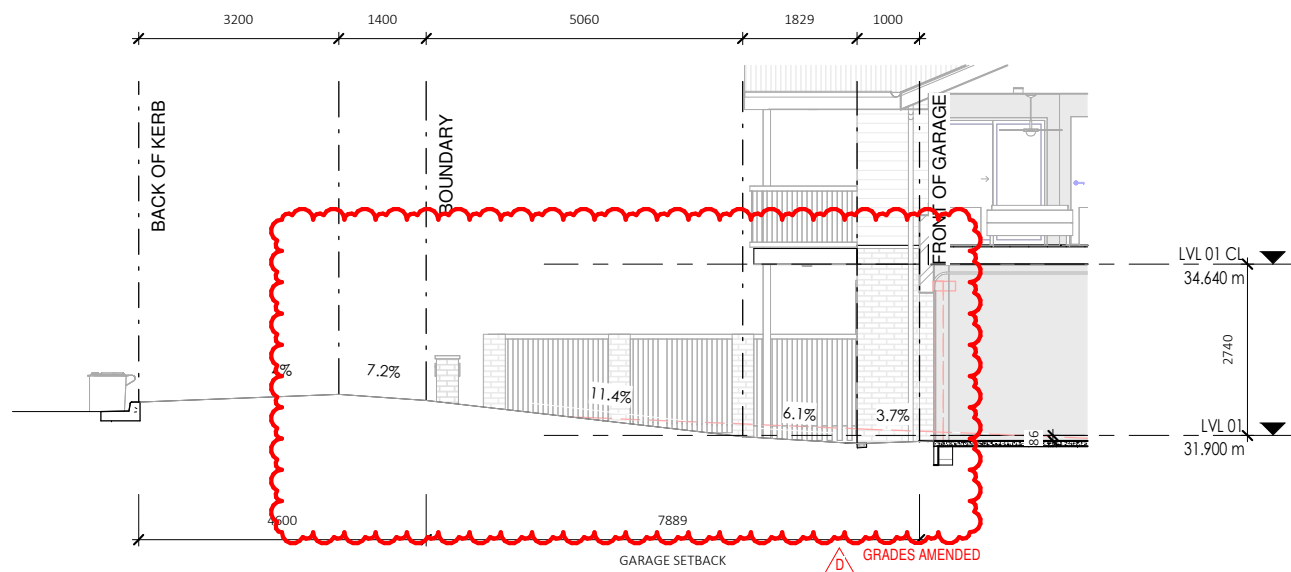 3200 1400 5060 1829 1000
BACK OF KERB
BOUNDARY
FRONT OF GARAGE
LVL 01 CL
34.640 m
2740
7.2%
11.4%
6.1%
3.7%
LVL 01
31.900 m
86
4600 7889
GARAGE SETBACK
D
GRADES AMENDED